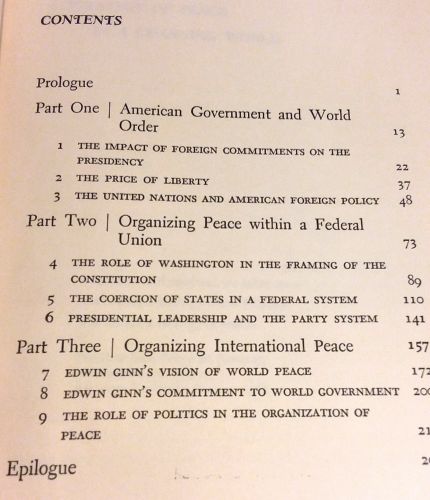 CONTENTS
Prologue 1
Part One | American Government and World
Order 13
1 THE IMPACT OF FOREIGN COMMITMENTS ON THE
PRESIDENCY 22
2 THE PRICE OF LIBERTY 37
3 THE UNITED NATIONS AND AMERICAN FOREIGN POLICY 48
Part Two | Organizing Peace within a Federal
Union 73
4 THE ROLE OF WASHINGTON IN THE FRAMING OF THE
CONSTITUTION 89
5 THE COERCION OF STATES IN A FEDERAL SYSTEM 110
6 PRESIDENTIAL LEADERSHIP AND THE PARTY SYSTEM 141
Part Three | Organizing International Peace 157
7 EDWIN GINN'S VISION OF WORLD PEACE 172
8 EDWIN GINN'S COMMITMENT TO WORLD GOVERNMENT
9 THE ROLE OF POLITICS IN THE ORGANIZATION OF
PEACE
Epilogue